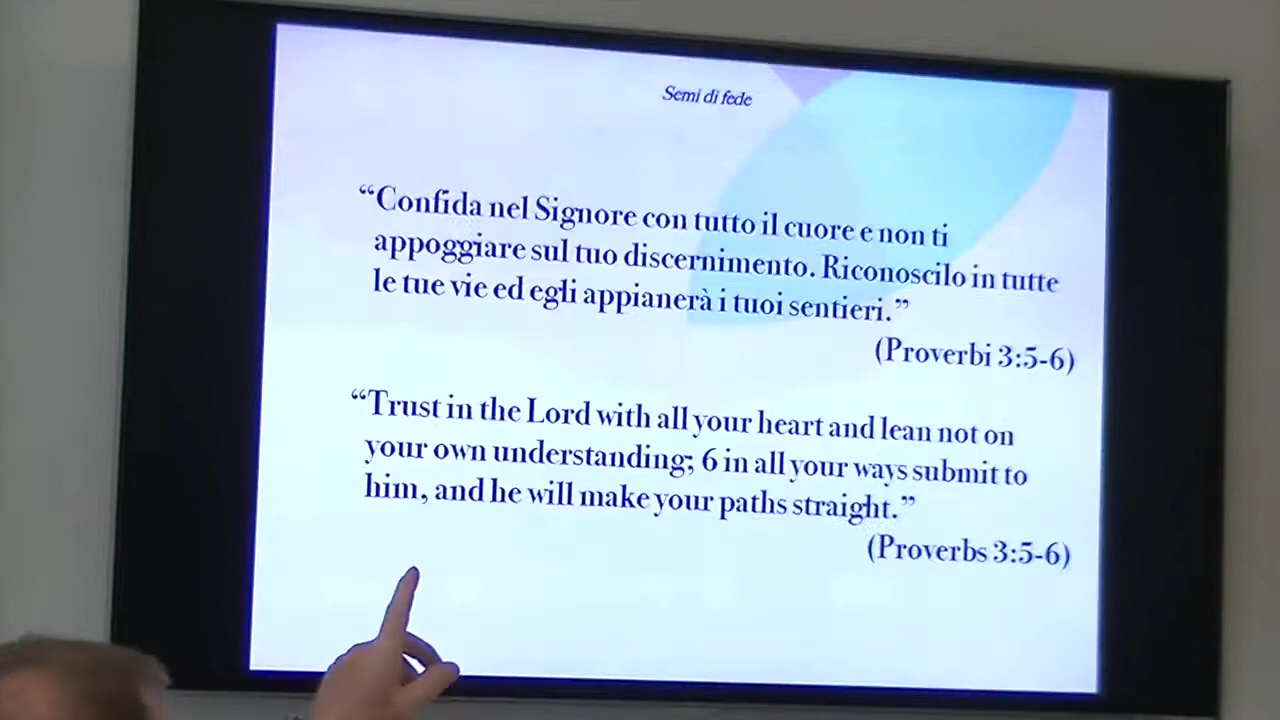 Semi di fede
“Confida nel Signore con tutto il cuore e non ti
appoggiare sul tuo discernimento. Riconoscilo in tutte
le tue vie ed egli appianerà i tuoi sentieri.”
(Proverbi 3:5-6)
“Trust in the Lord with all your heart and lean not on
your own understanding; 6 in all your ways submit to
him, and he will make your paths straight.”
(Proverbs 3:5-6)